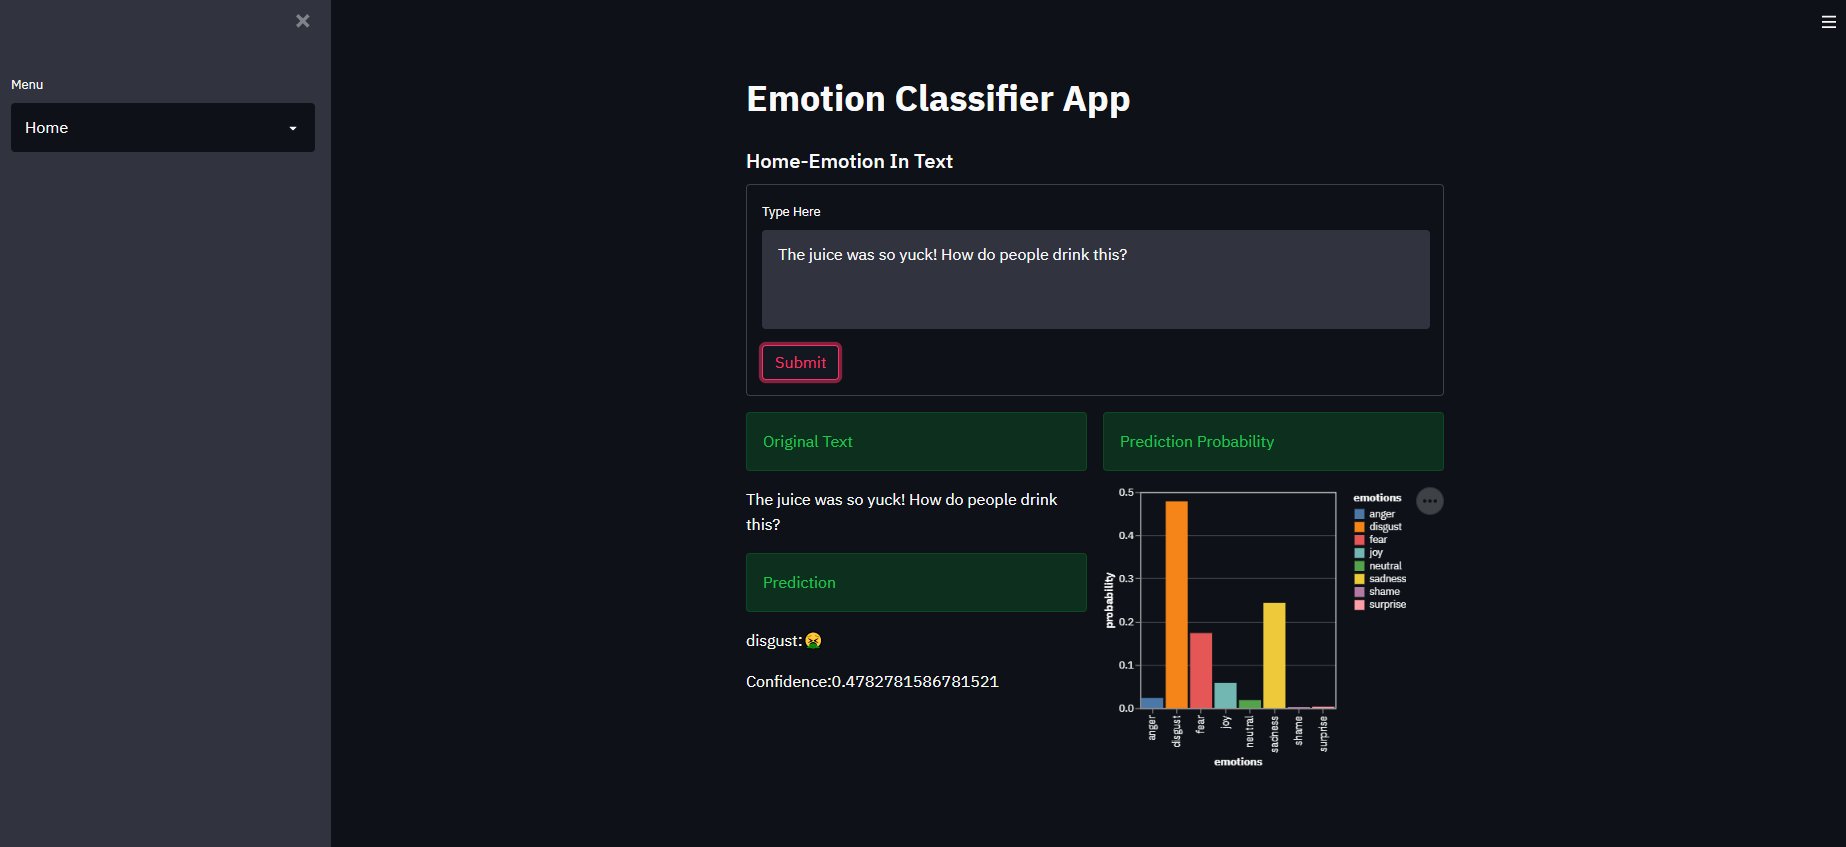 Menu
Home
Emotion Classifier App
Home-Emotion In Text
Type Here
The juice was so yuck! How do people drink this?
Submit
Original Text
The juice was so yuck! How do people drink
this?
Prediction
disgust:🤮
Confidence:0.4782781586781521
Prediction Probability
0.5
0.4
0.3
0.2
0.1
0.0
probability
anger
disgust
fear
joy
neutral
sadness
shame
surprise
emotions
emotions
anger
disgust
fear
joy
neutral
sadness
shame
surprise